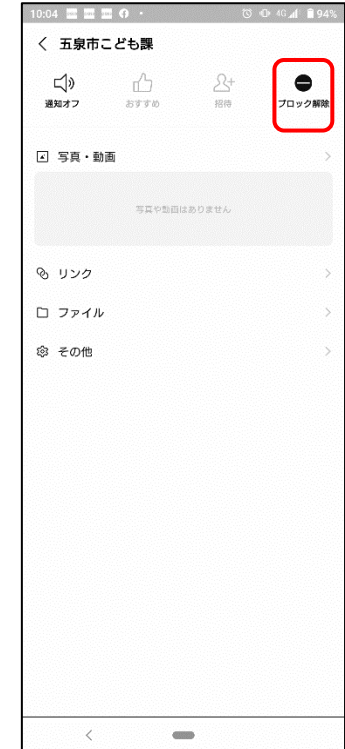 10:04 4G 94%
五泉市こども課
通知オフ おすすめ 招待 ブロック解除
写真・動画
写真や動画はありません
リンク
ファイル
その他